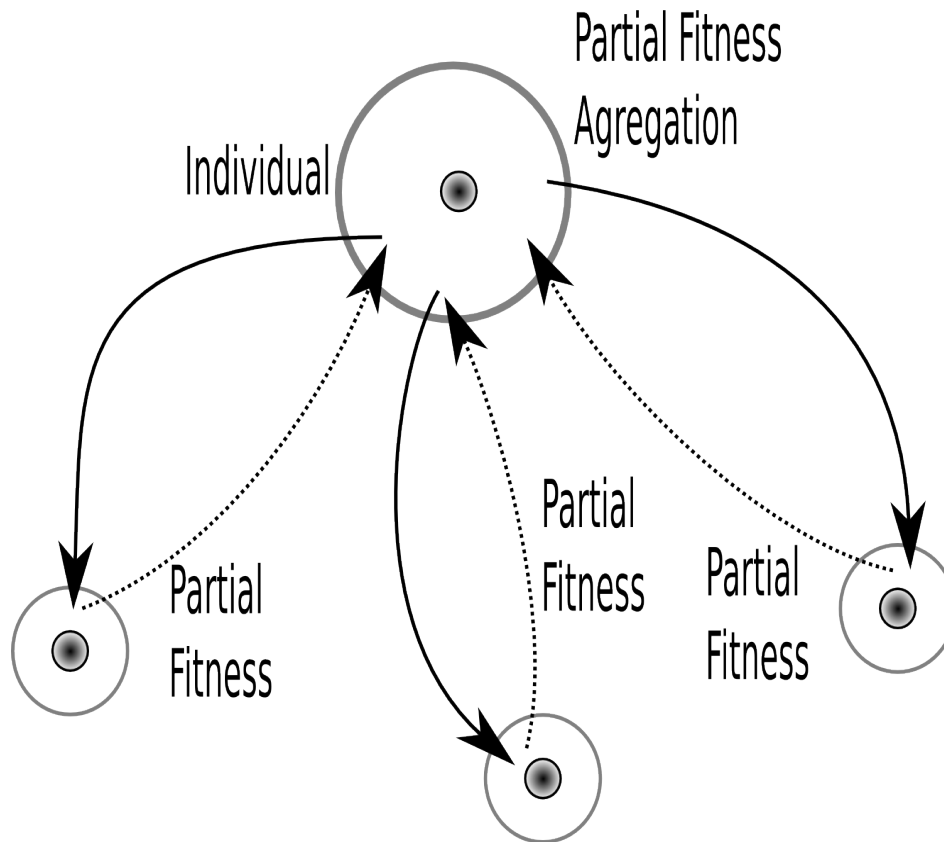 Partial Fitness
Agregation
Individual
Partial
Fitness
Partial
Fitness
Partial
Fitness